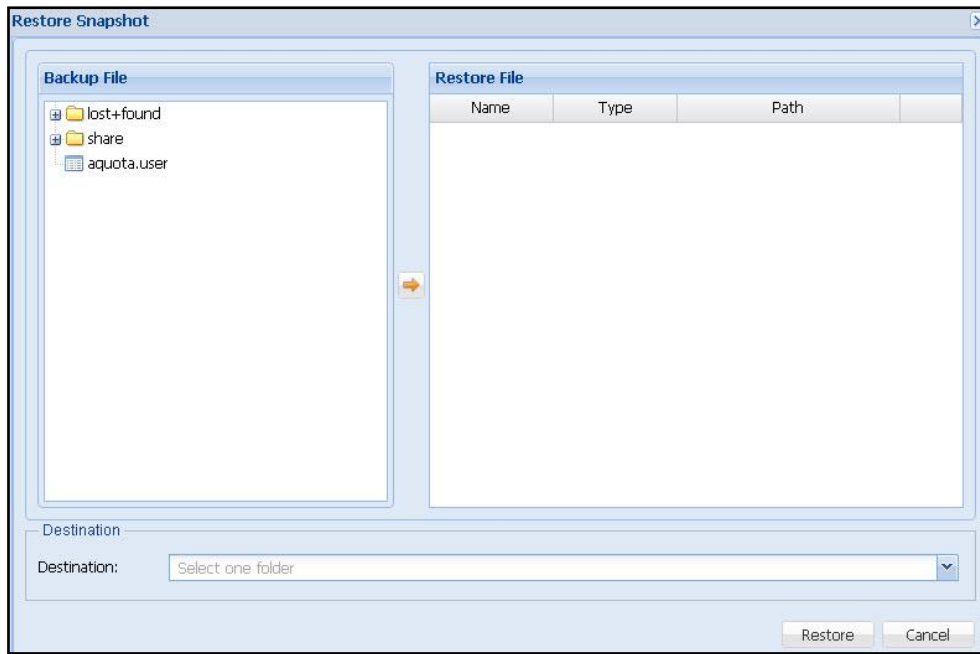 Restore Snapshot
Backup File
lost+found
share
aquota.user
Restore File
Name Type Path
Destination
Destination: Select one folder
Restore Cancel